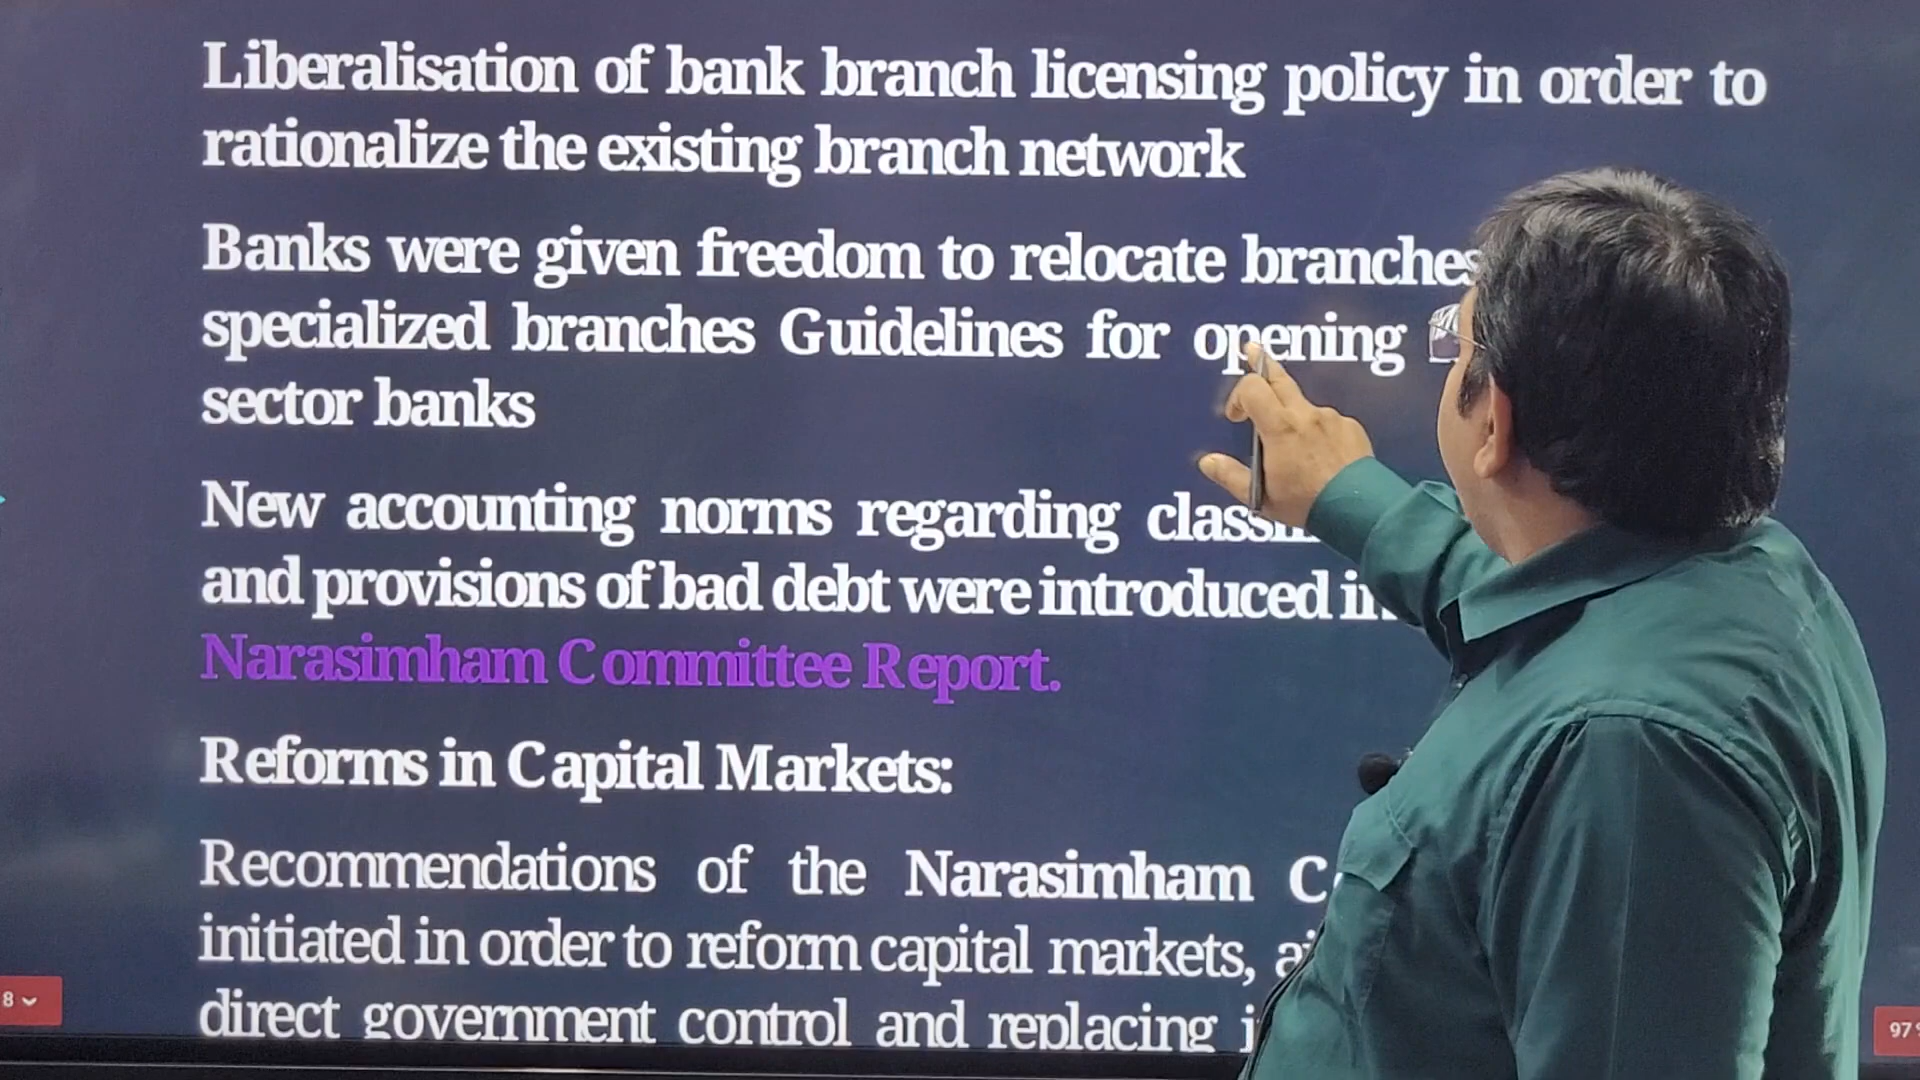 Liberalisation of bank branch licensing policy in order to
rationalize the existing branch network
Banks were given freedom to relocate branches
specialized branches Guidelines for opening
sector banks
New accounting norms regarding
and provisions of bad debt were introduced in
Narasimham Committee Report.
Reforms in Capital Markets:
Recommendations of the Narasimham
initiated in order to reform capital markets,
direct government control and replacing
8
97